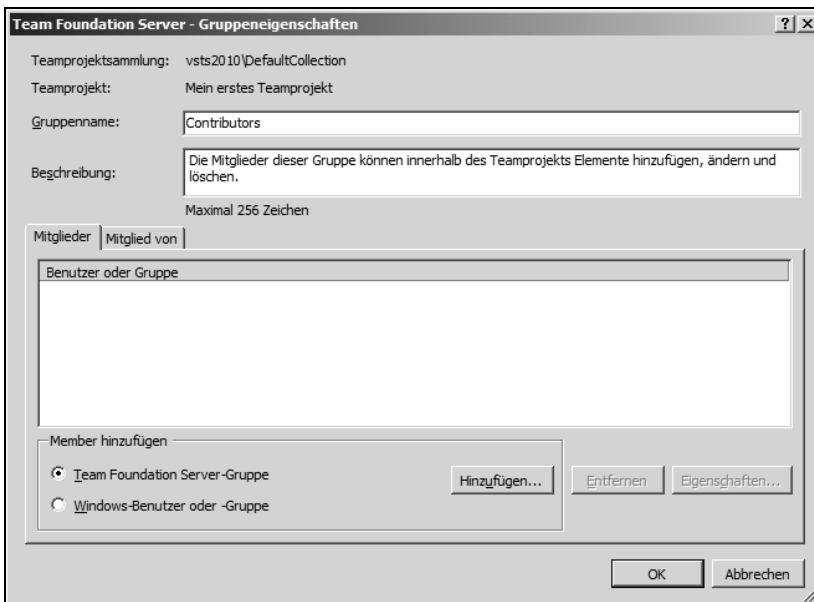 Team Foundation Server - Gruppeneigenschaften
Teamprojektsammlung: vsts2010\DefaultCollection
Teamprojekt: Mein erstes Teamprojekt
Gruppenname: Contributors
Beschreibung: Die Mitglieder dieser Gruppe können innerhalb des Teamprojekts Elemente hinzufügen, ändern und
löschen.
Maximal 256 Zeichen
Mitglieder Mitglied von
Benutzer oder Gruppe
Member hinzufügen
Team Foundation Server-Gruppe
Windows-Benutzer oder -Gruppe
Hinzufügen... Entfernen Eigenschaften...
OK Abbrechen